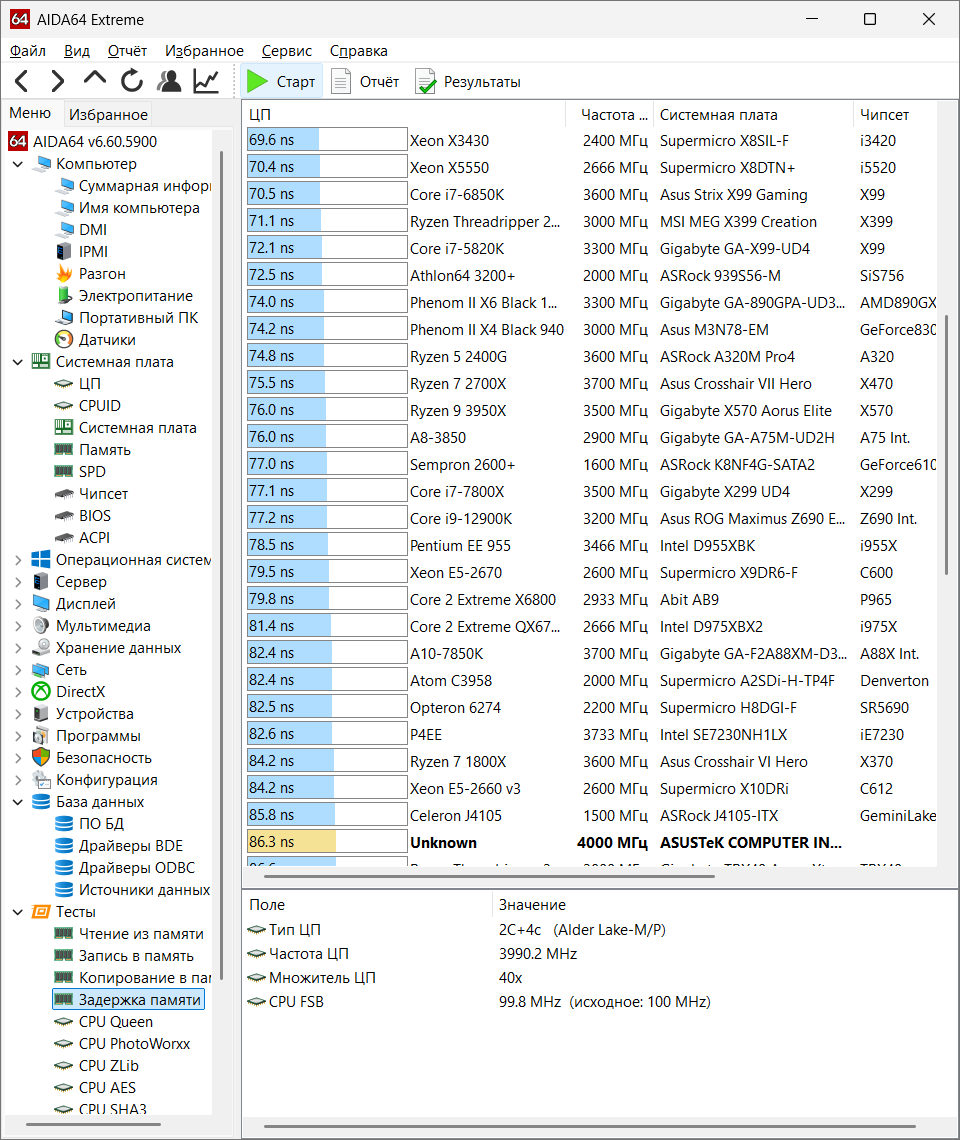 64 AIDA64 Extreme
Файл Вид Отчёт Избранное Сервис Справка
Старт Отчёт Результаты
Меню Избранное
64 AIDA64 v6.60.5900
Компьютер
Суммарная инфор
Имя компьютера
DMI
IPMI
Разгон
Электропитание
Портативный ПК
Датчики
Системная плата
ЦП
CPUID
Системная плата
Память
SPD
Чипсет
BIOS
ACPI
Операционная систем
Сервер
Дисплей
Мультимедиа
Хранение данных
Сеть
DirectX
Устройства
Программы
Безопасность
Конфигурация
База данных
ПО БД
Драйверы BDE
Драйверы ODBC
Источники данных
Тесты
Чтение из памяти
Запись в память
Копирование в пам
Задержка памяти
CPU Queen
CPU PhotoWorxx
CPU ZLib
CPU AES
CPU SHA3
ЦП Частота ... Системная плата Чипсет
69.6 ns Xeon X3430 2400 МГц Supermicro X8SIL-F i3420
70.4 ns Xeon X5550 2666 МГц Supermicro X8DTN+ i5520
70.5 ns Core i7-6850K 3600 МГц Asus Strix X99 Gaming X99
71.1 ns Ryzen Threadripper 2... 3000 МГц MSI MEG X399 Creation X399
72.1 ns Core i7-5820K 3300 МГц Gigabyte GA-X99-UD4 X99
72.5 ns Athlon64 3200+ 2000 МГц ASRock 939S56-M SiS756
74.0 ns Phenom II X6 Black 1... 3300 МГц Gigabyte GA-890GPA-UD3... AMD890GX
74.2 ns Phenom II X4 Black 940 3000 МГц Asus M3N78-EM GeForce830
74.8 ns Ryzen 5 2400G 3600 МГц ASRock A320M Pro4 A320
75.5 ns Ryzen 7 2700X 3700 МГц Asus Crosshair VII Hero X470
76.0 ns Ryzen 9 3950X 3500 МГц Gigabyte X570 Aorus Elite X570
76.0 ns A8-3850 2900 МГц Gigabyte GA-A75M-UD2H A75 Int.
77.0 ns Sempron 2600+ 1600 МГц ASRock K8NF4G-SATA2 GeForce610
77.1 ns Core i7-7800X 3500 МГц Gigabyte X299 UD4 X299
77.2 ns Core i9-12900K 3200 МГц Asus ROG Maximus Z690 E... Z690 Int.
78.5 ns Pentium EE 955 3466 МГц Intel D955XBK i955X
79.5 ns Xeon E5-2670 2600 МГц Supermicro X9DR6-F C600
79.8 ns Core 2 Extreme X6800 2933 МГц Abit AB9 P965
81.4 ns Core 2 Extreme QX67... 2666 МГц Intel D975XBX2 i975X
82.4 ns A10-7850K 3700 МГц Gigabyte GA-F2A88XM-D3... A88X Int.
82.4 ns Atom C3958 2000 МГц Supermicro A2SDi-H-TP4F Denverton
82.5 ns Opteron 6274 2200 МГц Supermicro H8DGI-F SR5690
82.6 ns P4EE 3733 МГц Intel SE7230NH1LX iE7230
84.2 ns Ryzen 7 1800X 3600 МГц Asus Crosshair VI Hero X370
84.2 ns Xeon E5-2660 v3 2600 МГц Supermicro X10DRi C612
85.8 ns Celeron J4105 1500 МГц ASRock J4105-ITX GeminiLake
86.3 ns Unknown 4000 МГц ASUSTeK COMPUTER IN...
Поле Значение
Тип ЦП 2C+4c (Alder Lake-M/P)
Частота ЦП 3990.2 MHz
Множитель ЦП 40x
CPU FSB 99.8 MHz (исходное: 100 MHz)